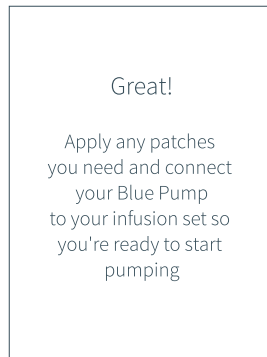 Great!
Apply any patches
you need and connect
your Blue Pump
to your infusion set so
you're ready to start
pumping